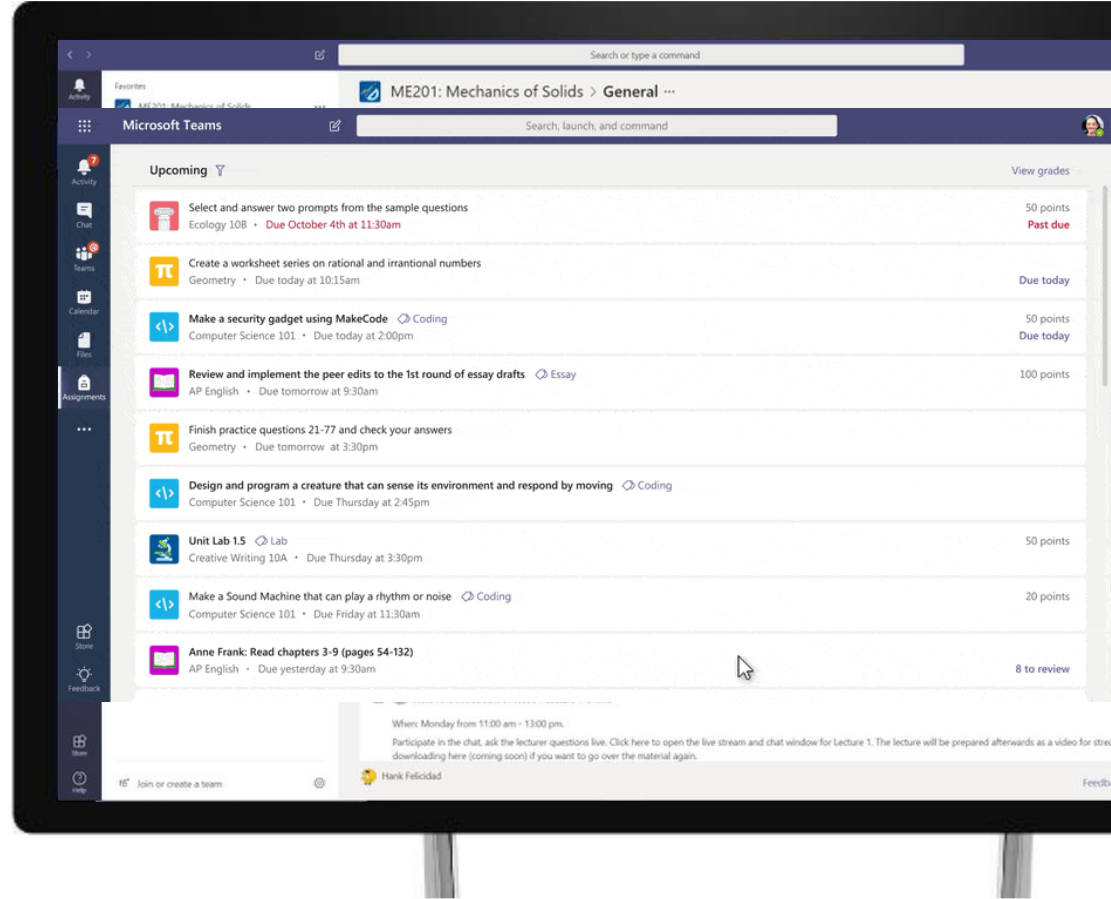 Search or type a command
Activity
Favorites
ME201: Mechanics of Solids > General ...
ME201: Mechanics of Solids ...
Microsoft Teams
Search, launch, and command
7
Activity
Chat
@
Teams
Calendar
Files
Assignments
Store
Feedback
Upcoming
View grades
Select and answer two prompts from the sample questions
50 points
Ecology 10B • Due October 4th at 11:30am
Past due
π
Create a worksheet series on rational and irrantional numbers
Geometry • Due today at 10:15am
Due today
Make a security gadget using MakeCode Coding
50 points
Computer Science 101 • Due today at 2:00pm
Due today
Review and implement the peer edits to the 1st round of essay drafts Essay
100 points
AP English • Due tomorrow at 9:30am
π
Finish practice questions 21-77 and check your answers
Geometry • Due tomorrow at 3:30pm
Design and program a creature that can sense its environment and respond by moving Coding
Computer Science 101 • Due Thursday at 2:45pm
Unit Lab 1.5 Lab
50 points
Creative Writing 10A • Due Thursday at 3:30pm
Make a Sound Machine that can play a rhythm or noise Coding
20 points
Computer Science 101 • Due Friday at 11:30am
Anne Frank: Read chapters 3-9 (pages 54-132)
AP English • Due yesterday at 9:30am
8 to review
When: Monday from 11:00 am - 13:00 pm.
Participate in the chat, ask the lecturer questions live. Click here to open the live stream and chat window for Lecture 1. The lecture will be prepared afterwards as a video for strea
downloading here (coming soon) if you want to go over the material again.
Store
Hank Felicidad
Join or create a team
Help
Feedba